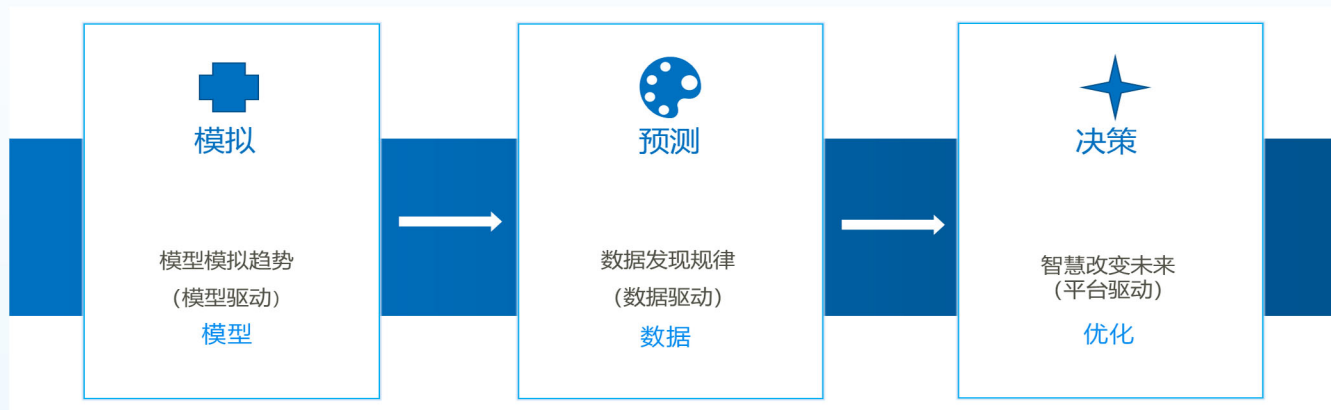 模拟
模型模拟趋势
（模型驱动）
模型
预测
数据发现规律
（数据驱动）
数据
决策
智慧改变未来
（平台驱动）
优化